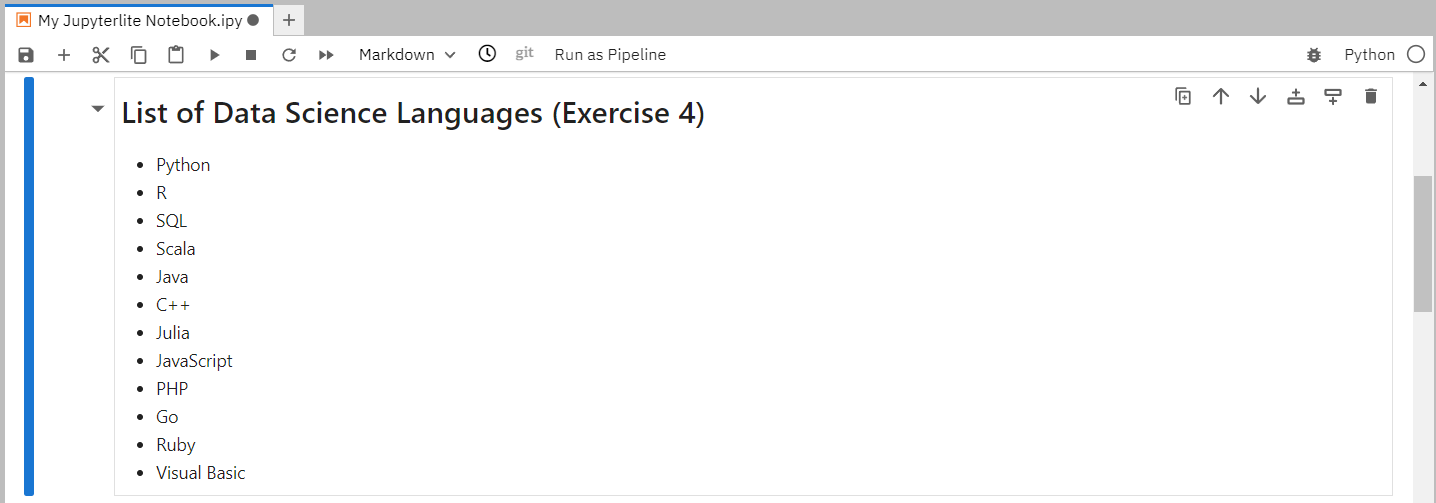 My Jupyterlite Notebook.ipy
Markdown git Run as Pipeline Python
List of Data Science Languages (Exercise 4)
Python
R
SQL
Scala
Java
C++
Julia
JavaScript
PHP
Go
Ruby
Visual Basic